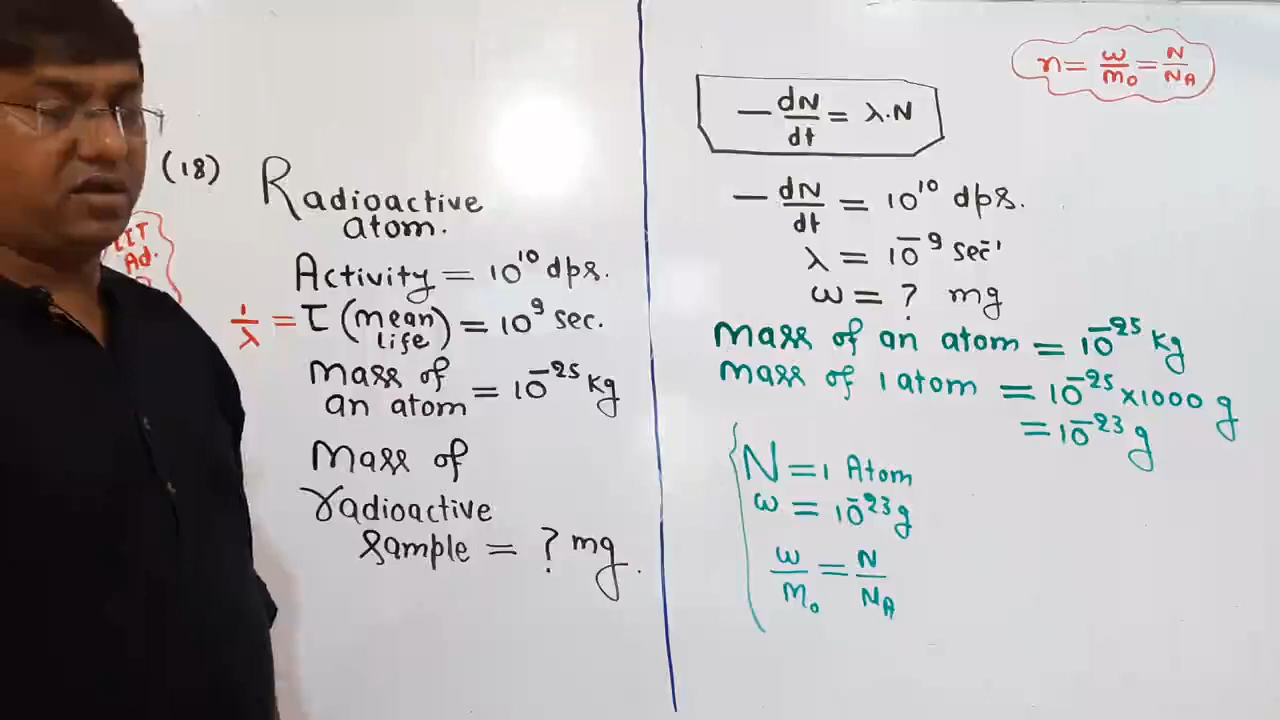 (18) Radioactive
atom.
IIT
Ad.
Activity = 10¹⁰ dps.
1/λ = τ (mean life) = 10⁹ sec.
mass of
an atom = 10⁻²⁵ kg
Mass of
radioactive
sample = ? mg.
n = w/m₀ = N/N_A
-dN/dt = λ.N
-dN/dt = 10¹⁰ dps.
λ = 10⁻⁹ sec⁻¹
w = ? mg
mass of an atom = 10⁻²⁵ kg
mass of 1 atom = 10⁻²⁵ x1000 g
= 10⁻²³ g
N = 1 Atom
w = 10⁻²³ g
w/M₀ = N/N_A